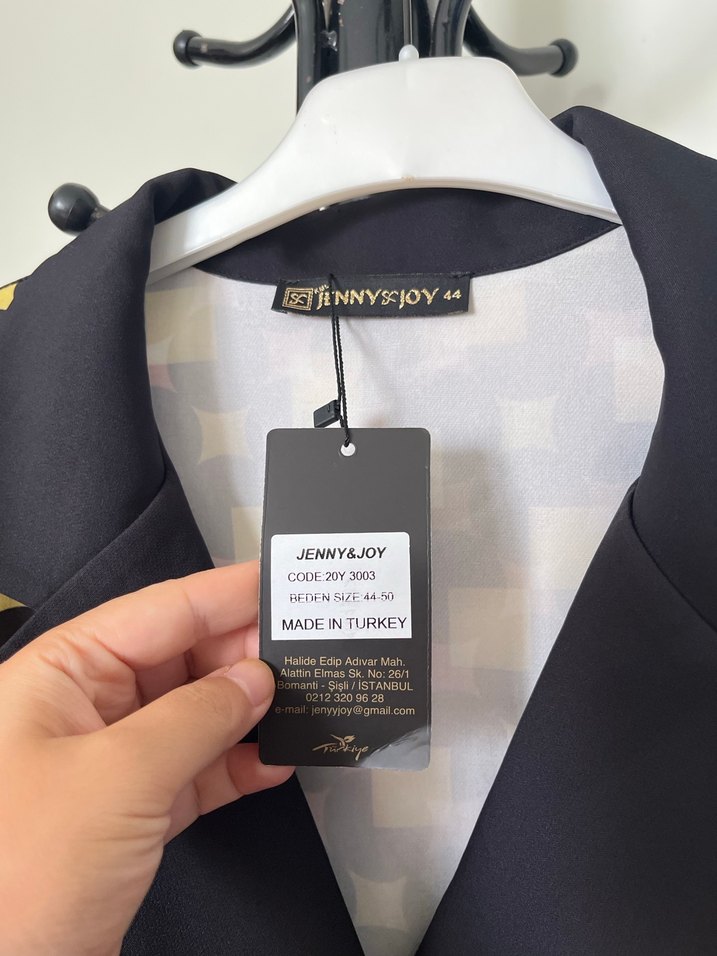 JENNY&JOY 44
JENNY&JOY
CODE:20Y 3003
BEDEN SIZE:44-50
MADE IN TURKEY
Halide Edip Adıvar Mah.
Alattin Elmas Sk. No: 26/1
Bomanti - Şişli / İSTANBUL
0212 320 96 28
e-mail: jenyyjoy@gmail.com
Türkiye